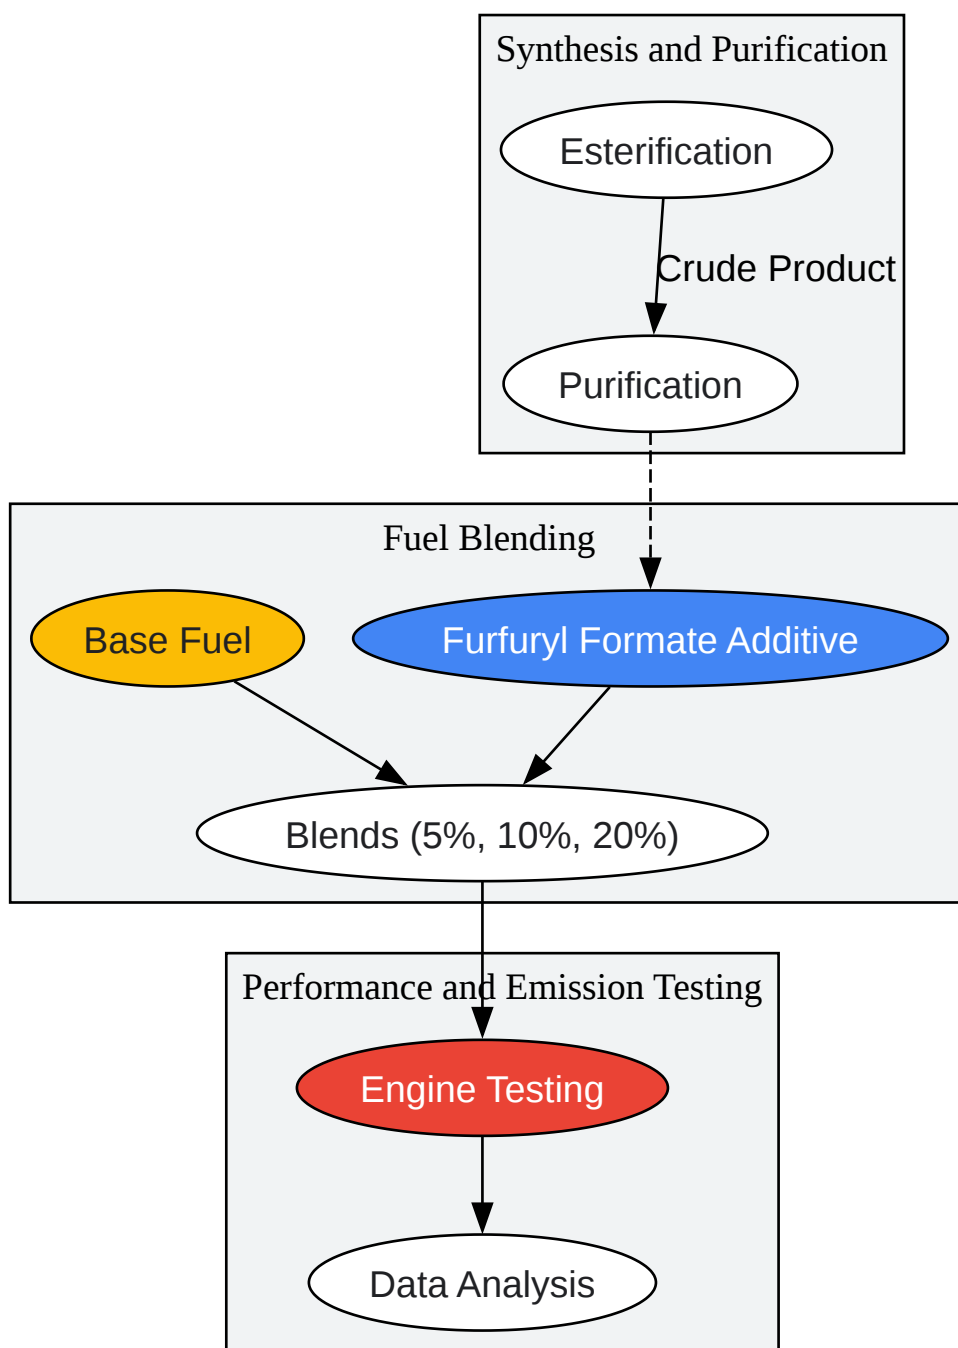 Synthesis and Purification
Esterification
Crude Product
Purification
Fuel Blending
Base Fuel
Furfuryl Formate Additive
Blends (5%, 10%, 20%)
Performance and Emission Testing
Engine Testing
Data Analysis